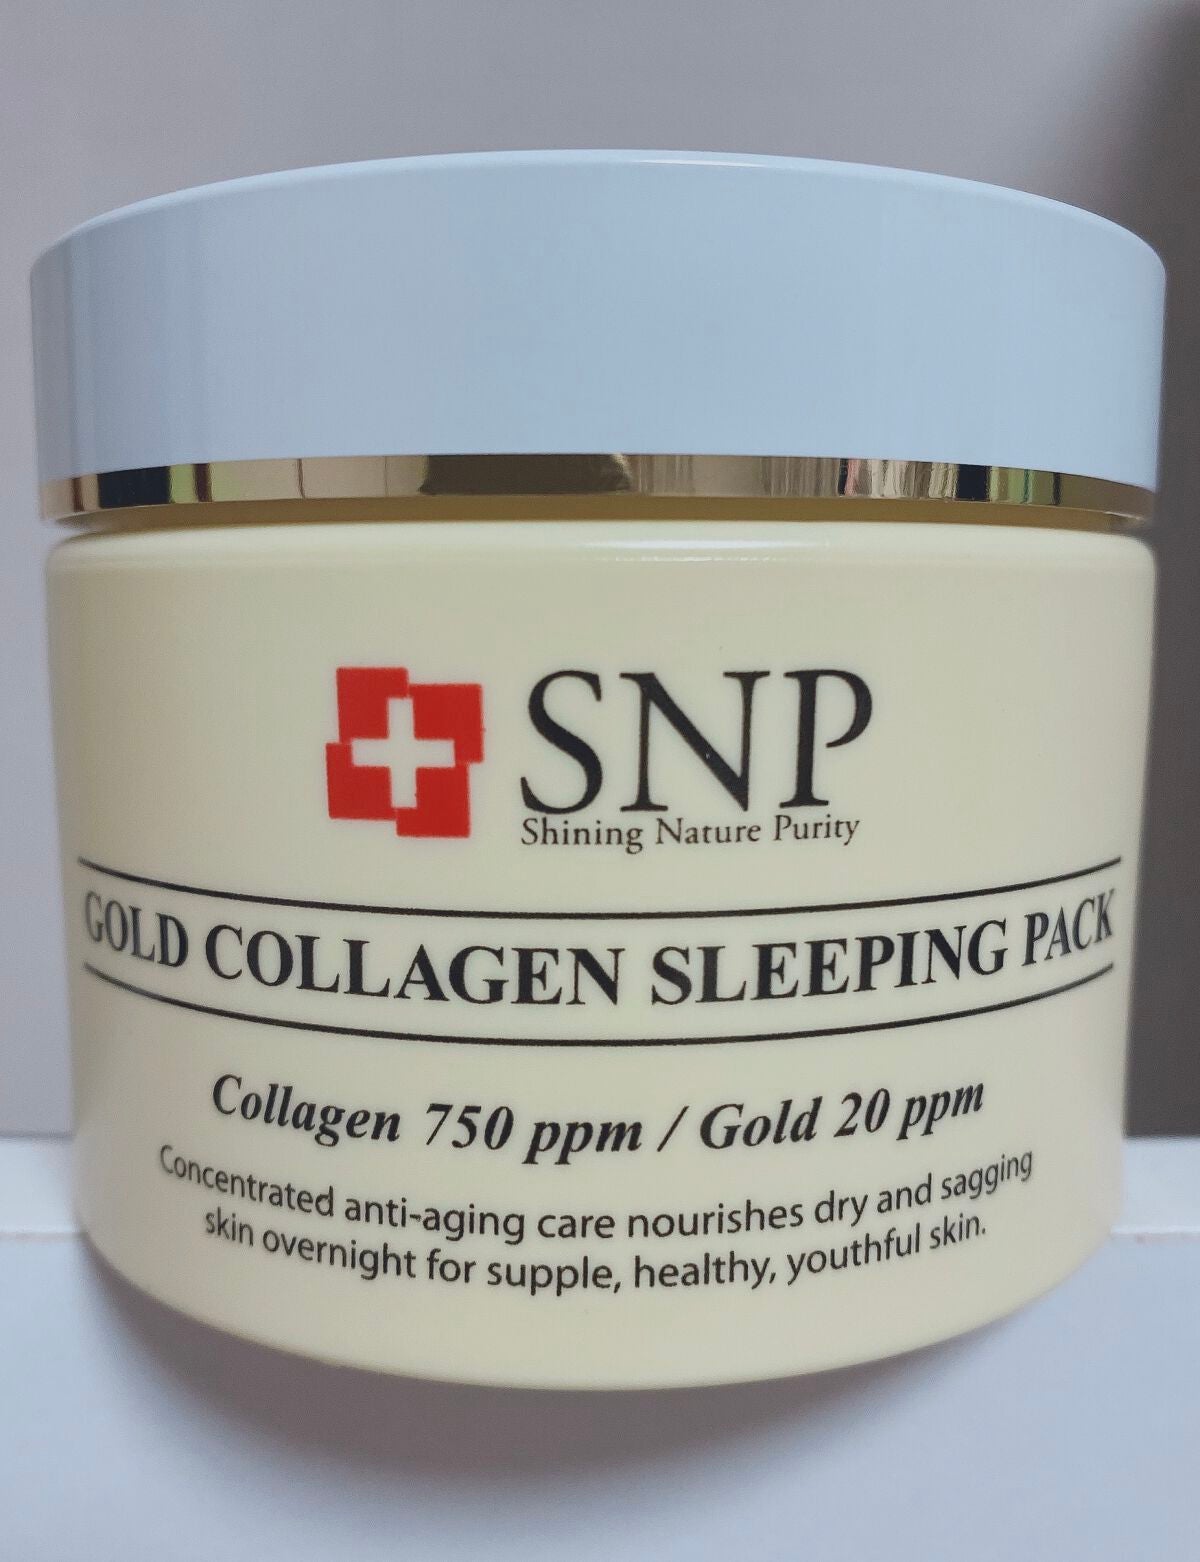 SNP
Shining Nature Purity
GOLD COLLAGEN SLEEPING PACK
Collagen 750 ppm / Gold 20 ppm
Concentrated anti-aging care nourishes dry and sagging
skin overnight for supple, healthy, youthful skin.